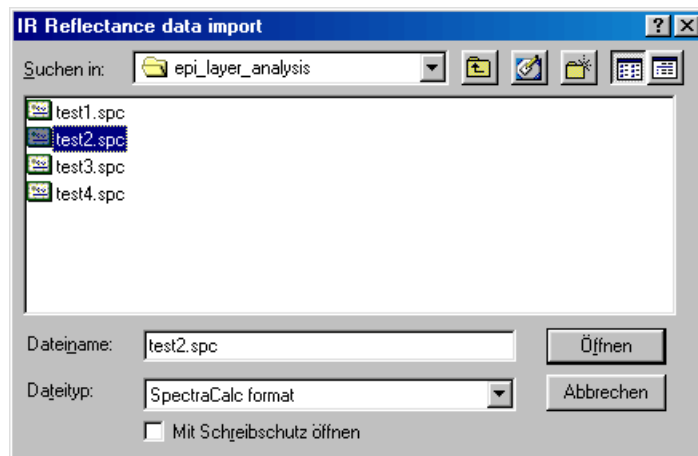 IR Reflectance data import
Suchen in: epi_layer_analysis
test1.spc
test2.spc
test3.spc
test4.spc
Dateiname: test2.spc Öffnen
Dateityp: SpectraCalc format Abbrechen
Mit Schreibschutz öffnen